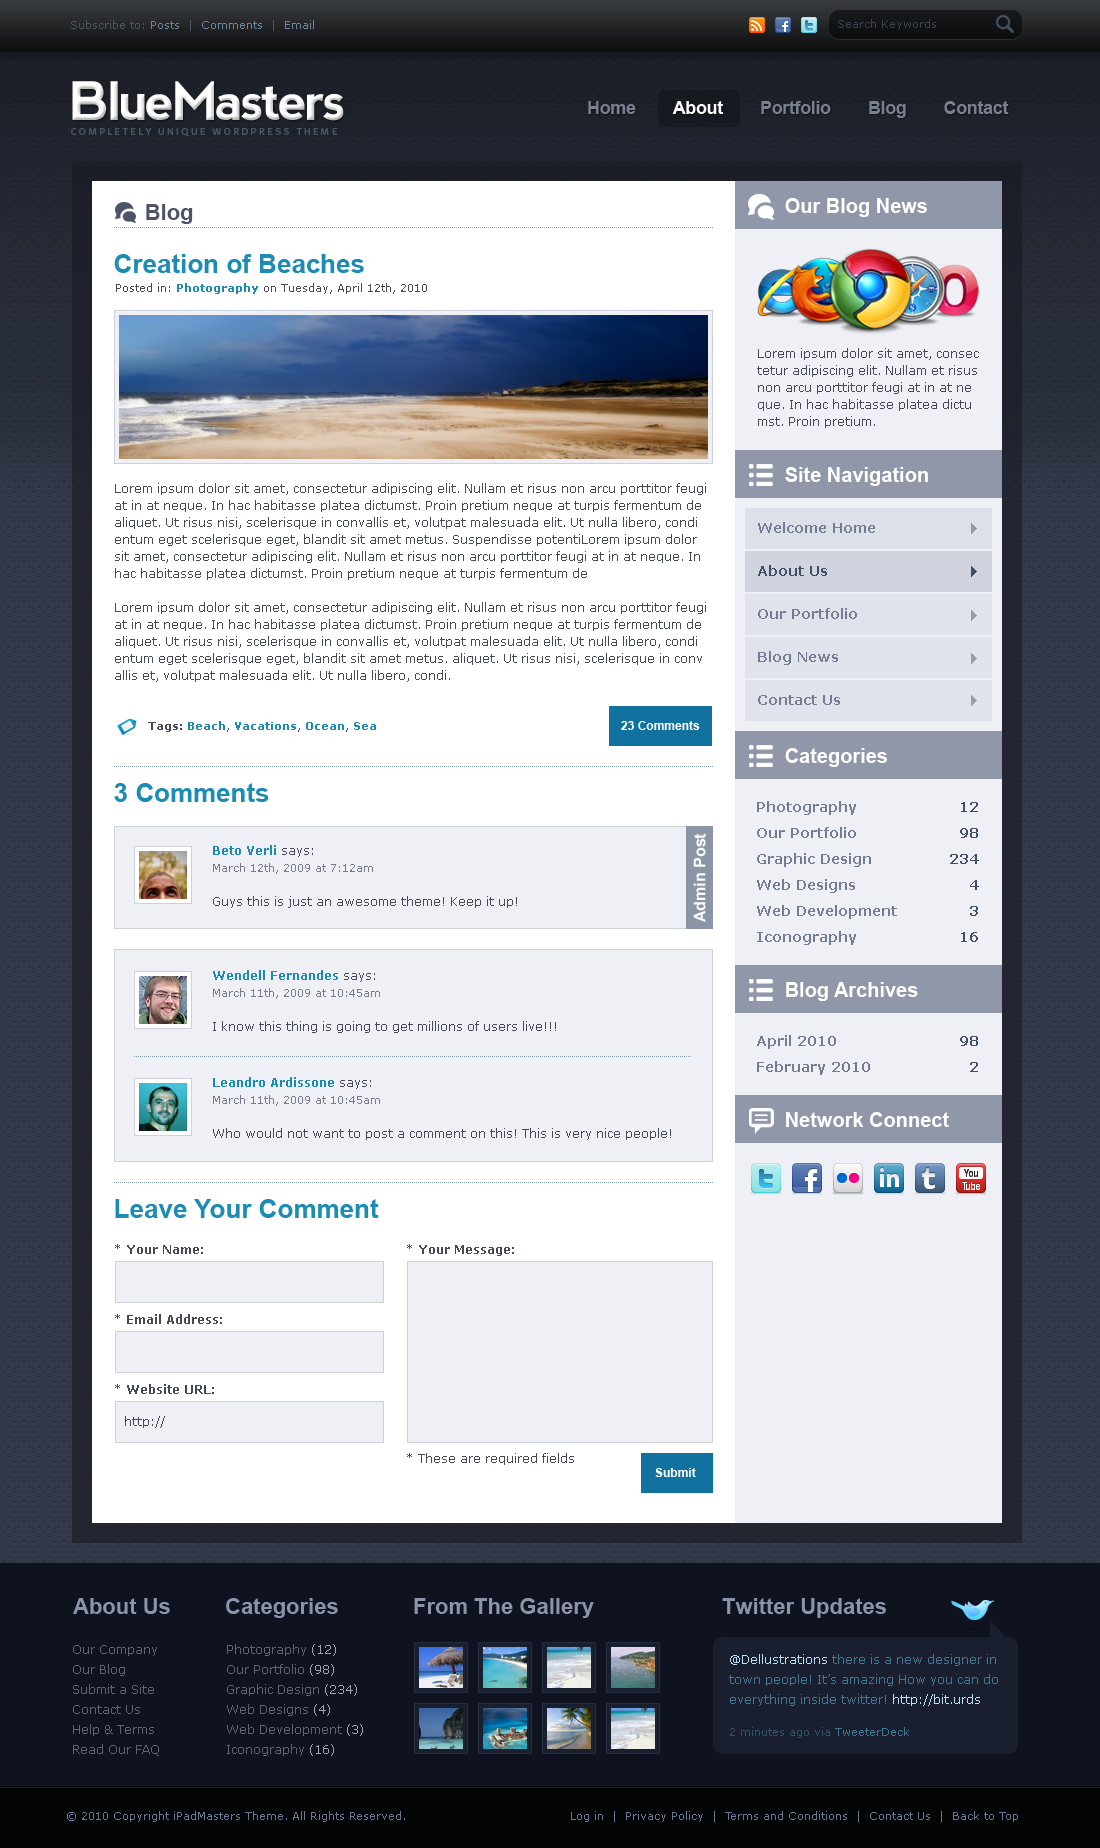 Subscribe to: Posts | Comments | Email
Search Keywords
BlueMasters
COMPLETELY UNIQUE WORDPRESS THEME
Home About Portfolio Blog Contact
Blog
Creation of Beaches
Posted in: Photography on Tuesday, April 12th, 2010
Lorem ipsum dolor sit amet, consectetur adipiscing elit. Nullam et risus non arcu porttitor feugi
at in at neque. In hac habitasse platea dictumst. Proin pretium neque at turpis fermentum de
aliquet. Ut risus nisi, scelerisque in convallis et, volutpat malesuada elit. Ut nulla libero, condi
entum eget scelerisque eget, blandit sit amet metus. Suspendisse potentiLorem ipsum dolor
sit amet, consectetur adipiscing elit. Nullam et risus non arcu porttitor feugi at in at neque. In
hac habitasse platea dictumst. Proin pretium neque at turpis fermentum de
Lorem ipsum dolor sit amet, consectetur adipiscing elit. Nullam et risus non arcu porttitor feugi
at in at neque. In hac habitasse platea dictumst. Proin pretium neque at turpis fermentum de
aliquet. Ut risus nisi, scelerisque in convallis et, volutpat malesuada elit. Ut nulla libero, condi
entum eget scelerisque eget, blandit sit amet metus. aliquet. Ut risus nisi, scelerisque in conv
allis et, volutpat malesuada elit. Ut nulla libero, condi.
Tags: Beach, Vacations, Ocean, Sea
23 Comments
3 Comments
Beto Verli says:
March 12th, 2009 at 7:12am
Guys this is just an awesome theme! Keep it up!
Admin Post
Wendell Fernandes says:
March 11th, 2009 at 10:45am
I know this thing is going to get millions of users live!!!
Leandro Ardissone says:
March 11th, 2009 at 10:45am
Who would not want to post a comment on this! This is very nice people!
Leave Your Comment
* Your Name:
* Email Address:
* Website URL:
http://
* Your Message:
* These are required fields
Submit
Our Blog News
Lorem ipsum dolor sit amet, consec
tetur adipiscing elit. Nullam et risus
non arcu porttitor feugi at in at ne
que. In hac habitasse platea dictu
mst. Proin pretium.
Site Navigation
Welcome Home
About Us
Our Portfolio
Blog News
Contact Us
Categories
Photography 12
Our Portfolio 98
Graphic Design 234
Web Designs 4
Web Development 3
Iconography 16
Blog Archives
April 2010 98
February 2010 2
Network Connect
t f in t You
Tube
About Us
Our Company
Our Blog
Submit a Site
Contact Us
Help & Terms
Read Our FAQ
Categories
Photography (12)
Our Portfolio (98)
Graphic Design (234)
Web Designs (4)
Web Development (3)
Iconography (16)
From The Gallery
Twitter Updates
@Dellustrations there is a new designer in
town people! It's amazing How you can do
everything inside twitter! http://bit.urds
2 minutes ago via TweeterDeck
© 2010 Copyright iPadMasters Theme. All Rights Reserved.
Log in | Privacy Policy | Terms and Conditions | Contact Us | Back to Top